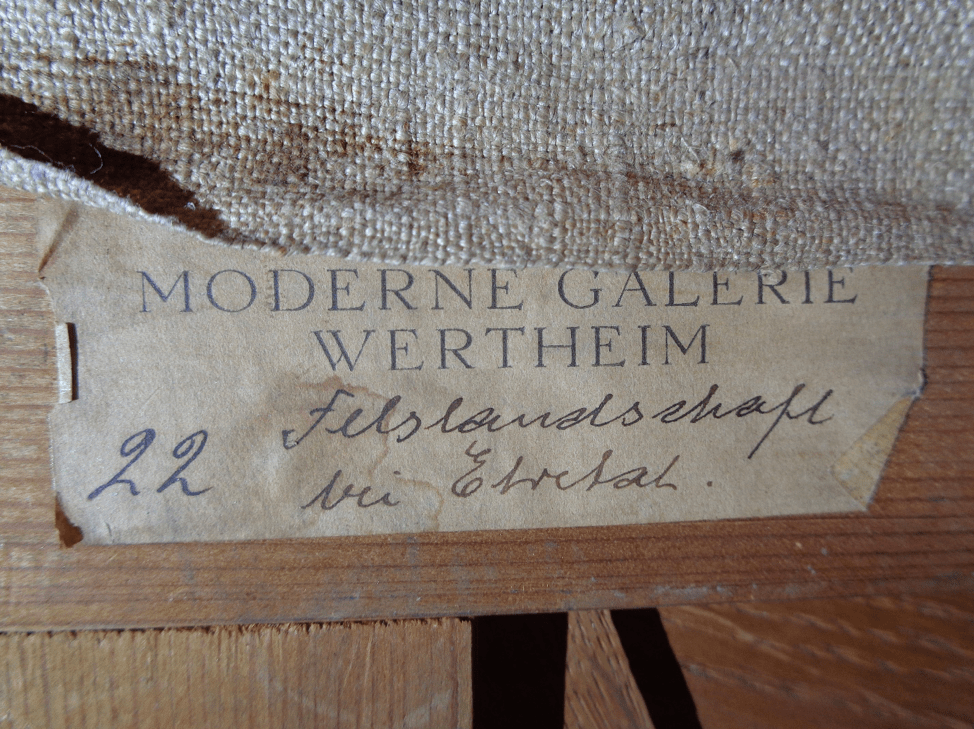 MODERNE GALERIE
WERTHEIM
22 Felslandschaft
bei Etretat.